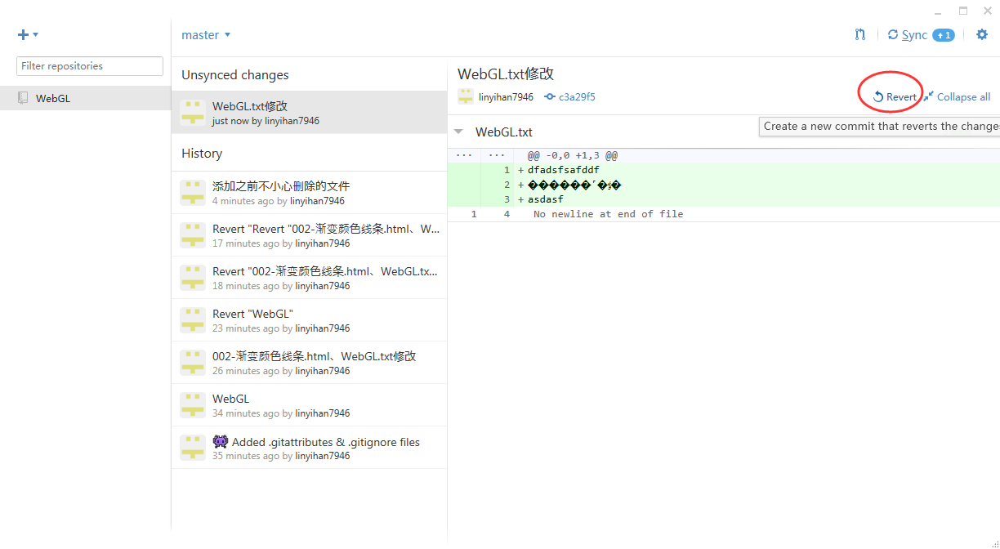 master
Sync
1
Filter repositories
WebGL
Unsynced changes
WebGL.txt修改
just now by linyihan7946
History
添加之前不小心删除的文件
4 minutes ago by linyihan7946
Revert "Revert "002-渐变颜色线条.html、W...
17 minutes ago by linyihan7946
Revert "002-渐变颜色线条.html、WebGL.tx...
18 minutes ago by linyihan7946
Revert "WebGL"
23 minutes ago by linyihan7946
002-渐变颜色线条.html、WebGL.txt修改
26 minutes ago by linyihan7946
WebGL
34 minutes ago by linyihan7946
Added .gitattributes & .gitignore files
35 minutes ago by linyihan7946
WebGL.txt修改
linyihan7946 c3a29f5
Revert Collapse all
Create a new commit that reverts the change
WebGL.txt
... ... @@ -0,0 +1,3 @@
1 + dfadsfsafddf
2 +
3 + asdasf
1 4 No newline at end of file